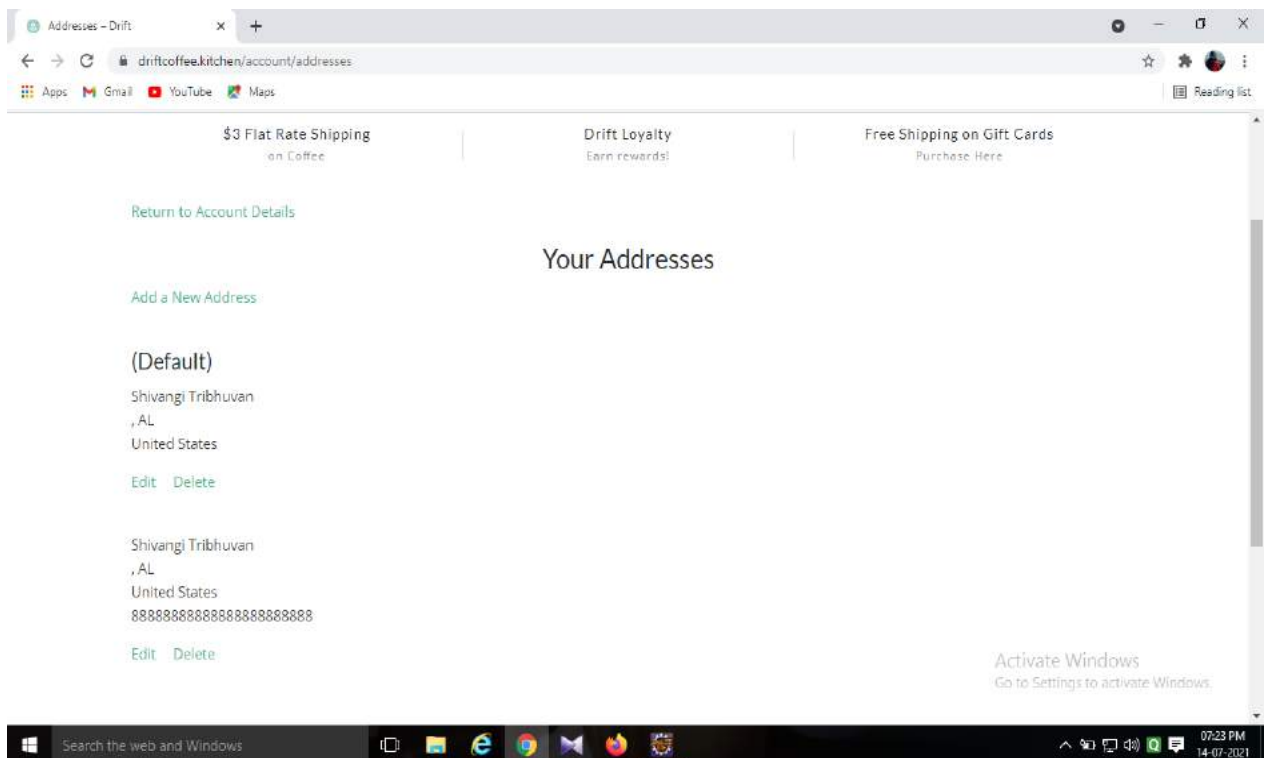 Addresses – Drift
driftcoffee.kitchen/account/addresses
Apps Gmail YouTube Maps Reading list
$3 Flat Rate Shipping Drift Loyalty Free Shipping on Gift Cards
on Coffee Earn rewards! Purchase Here
Return to Account Details
Your Addresses
Add a New Address
(Default)
Shivangi Tribhuvan
, AL
United States
Edit Delete
Shivangi Tribhuvan
, AL
United States
88888888888888888888888
Edit Delete
Activate Windows
Go to Settings to activate Windows.
Search the web and Windows
07:23 PM
14-07-2021